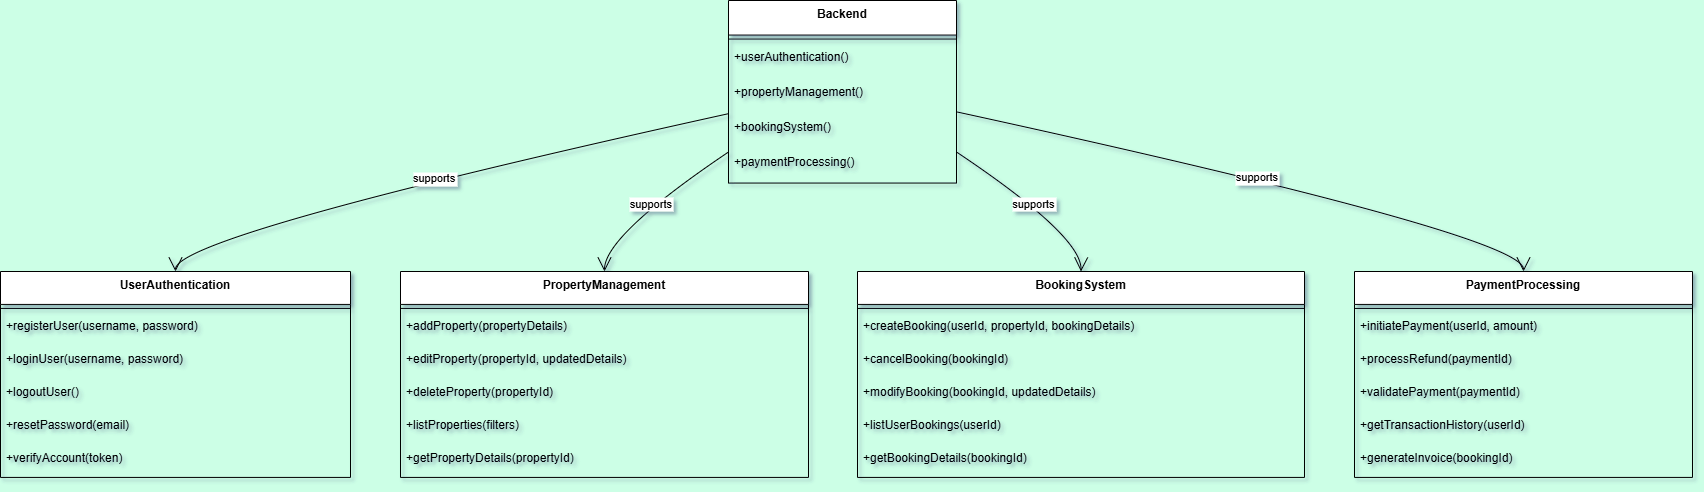 Backend
+userAuthentication()
+propertyManagement()
+bookingSystem()
+paymentProcessing()
supports
supports
supports
supports
UserAuthentication
+registerUser(username, password)
+loginUser(username, password)
+logoutUser()
+resetPassword(email)
+verifyAccount(token)
PropertyManagement
+addProperty(propertyDetails)
+editProperty(propertyId, updatedDetails)
+deleteProperty(propertyId)
+listProperties(filters)
+getPropertyDetails(propertyId)
BookingSystem
+createBooking(userId, propertyId, bookingDetails)
+cancelBooking(bookingId)
+modifyBooking(bookingId, updatedDetails)
+listUserBookings(userId)
+getBookingDetails(bookingId)
PaymentProcessing
+initiatePayment(userId, amount)
+processRefund(paymentId)
+validatePayment(paymentId)
+getTransactionHistory(userId)
+generateInvoice(bookingId)